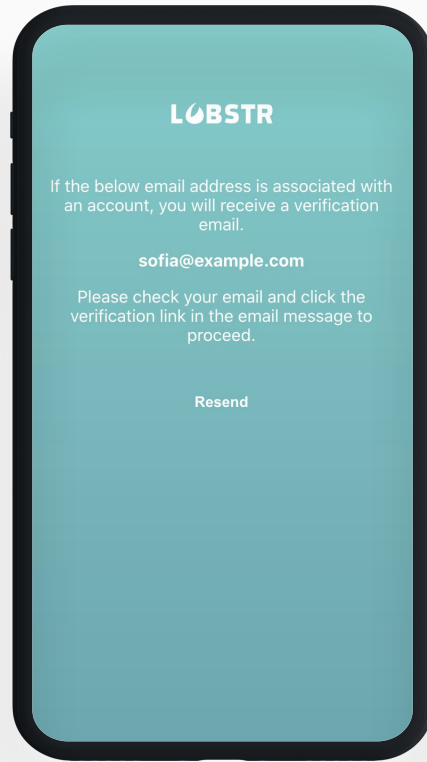 LOBSTR
If the below email address is associated with
an account, you will receive a verification
email.
sofia@example.com
Please check your email and click the
verification link in the email message to
proceed.
Resend